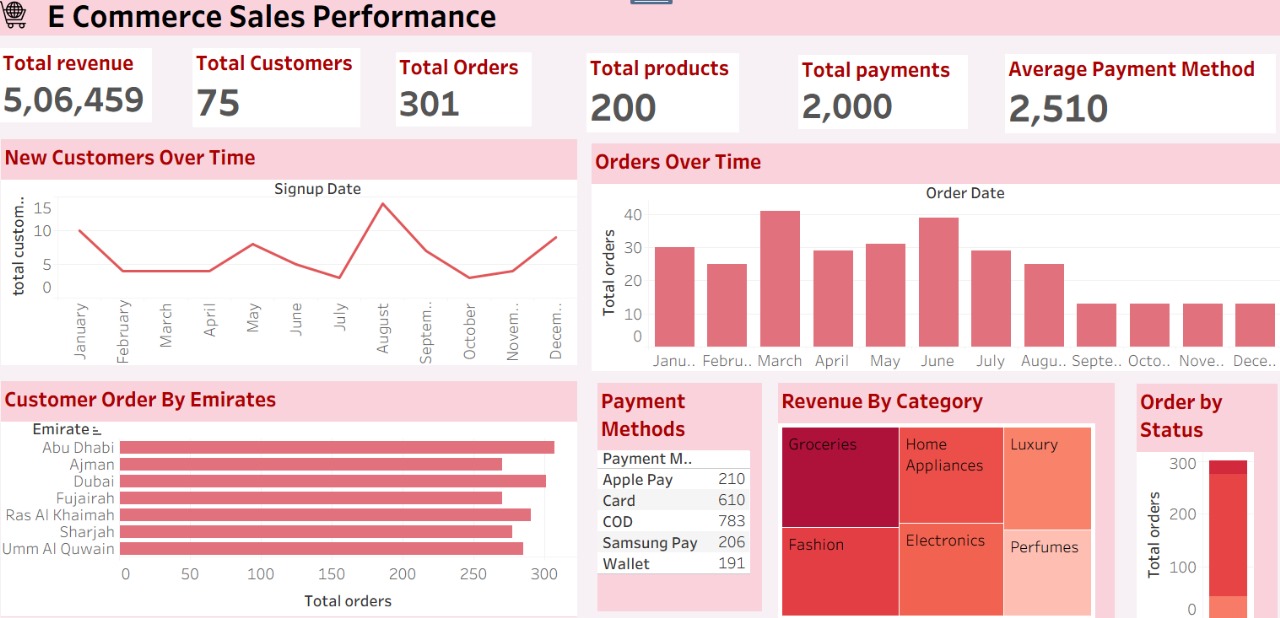 E Commerce Sales Performance
Total revenue
5,06,459
Total Customers
75
Total Orders
301
Total products
200
Total payments
2,000
Average Payment Method
2,510
New Customers Over Time
Signup Date
total custom..
15
10
5
0
January
February
March
April
May
June
July
August
Septem..
October
Novem..
Decem..
Orders Over Time
Order Date
Total orders
40
30
20
10
0
Janu..
Febru..
March
April
May
June
July
Augu..
Septe..
Octo..
Nove..
Dece..
Customer Order By Emirates
Emirate
Abu Dhabi
Ajman
Dubai
Fujairah
Ras Al Khaimah
Sharjah
Umm Al Quwain
0 50 100 150 200 250 300
Total orders
Payment
Methods
Payment M..
Apple Pay 210
Card 610
COD 783
Samsung Pay 206
Wallet 191
Revenue By Category
Groceries
Fashion
Home
Appliances
Electronics
Luxury
Perfumes
Order by
Status
Total orders
300
200
100
0